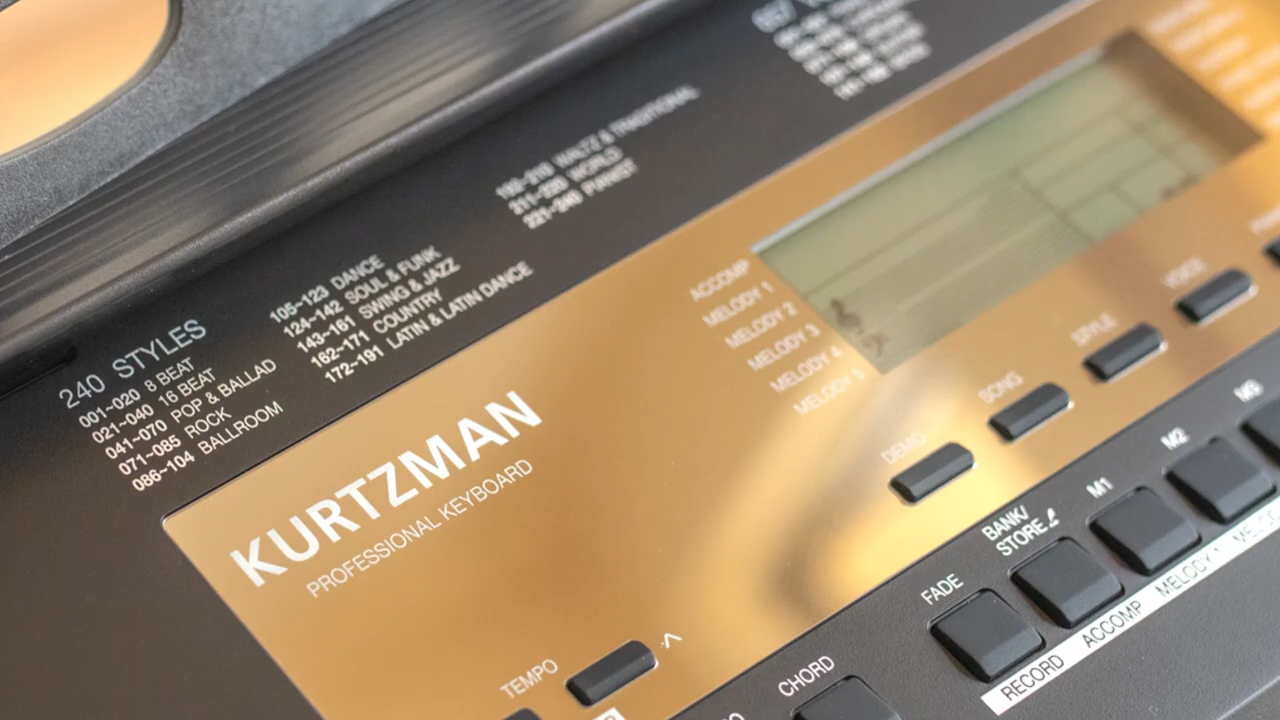 240 STYLES
001~020 8 BEAT
021~040 16 BEAT
041~070 POP & BALLAD
071~085 ROCK
086~104 BALLROOM
105~123 DANCE
124~142 SOUL & FUNK
143~161 SWING & JAZZ
162~171 COUNTRY
172~191 LATIN & LATIN DANCE
192~210 WALTZ & TRADITIONAL
211~220 WORLD
221~240 PIANIST
ACCOMP
MELODY 1
MELODY 2
MELODY 3
MELODY 4
MELODY 5
KURTZMAN
PROFESSIONAL KEYBOARD
VOICE
STYLE
SONG
DEMO
M2
M1
BANK/
STORE
FADE
TEMPO
CHORD
RECORD ACCOMP MELODY 1